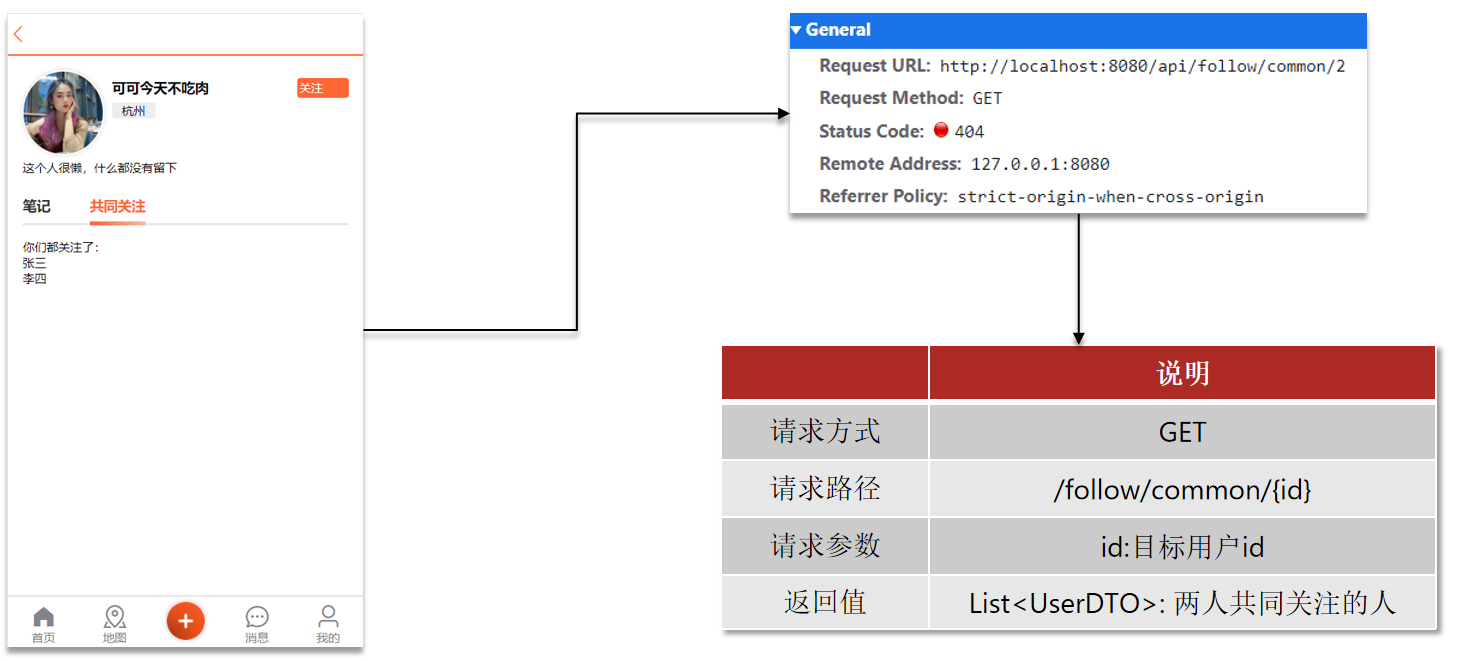 可可今天不吃肉
关注
杭州
这个人很懒，什么都没有留下
笔记 共同关注
你们都关注了：
张三
李四
首页 地图 消息 我的
General
Request URL: http://localhost:8080/api/follow/common/2
Request Method: GET
Status Code: 404
Remote Address: 127.0.0.1:8080
Referrer Policy: strict-origin-when-cross-origin
说明
请求方式 GET
请求路径 /follow/common/{id}
请求参数 id:目标用户id
返回值 List<UserDTO>: 两人共同关注的人